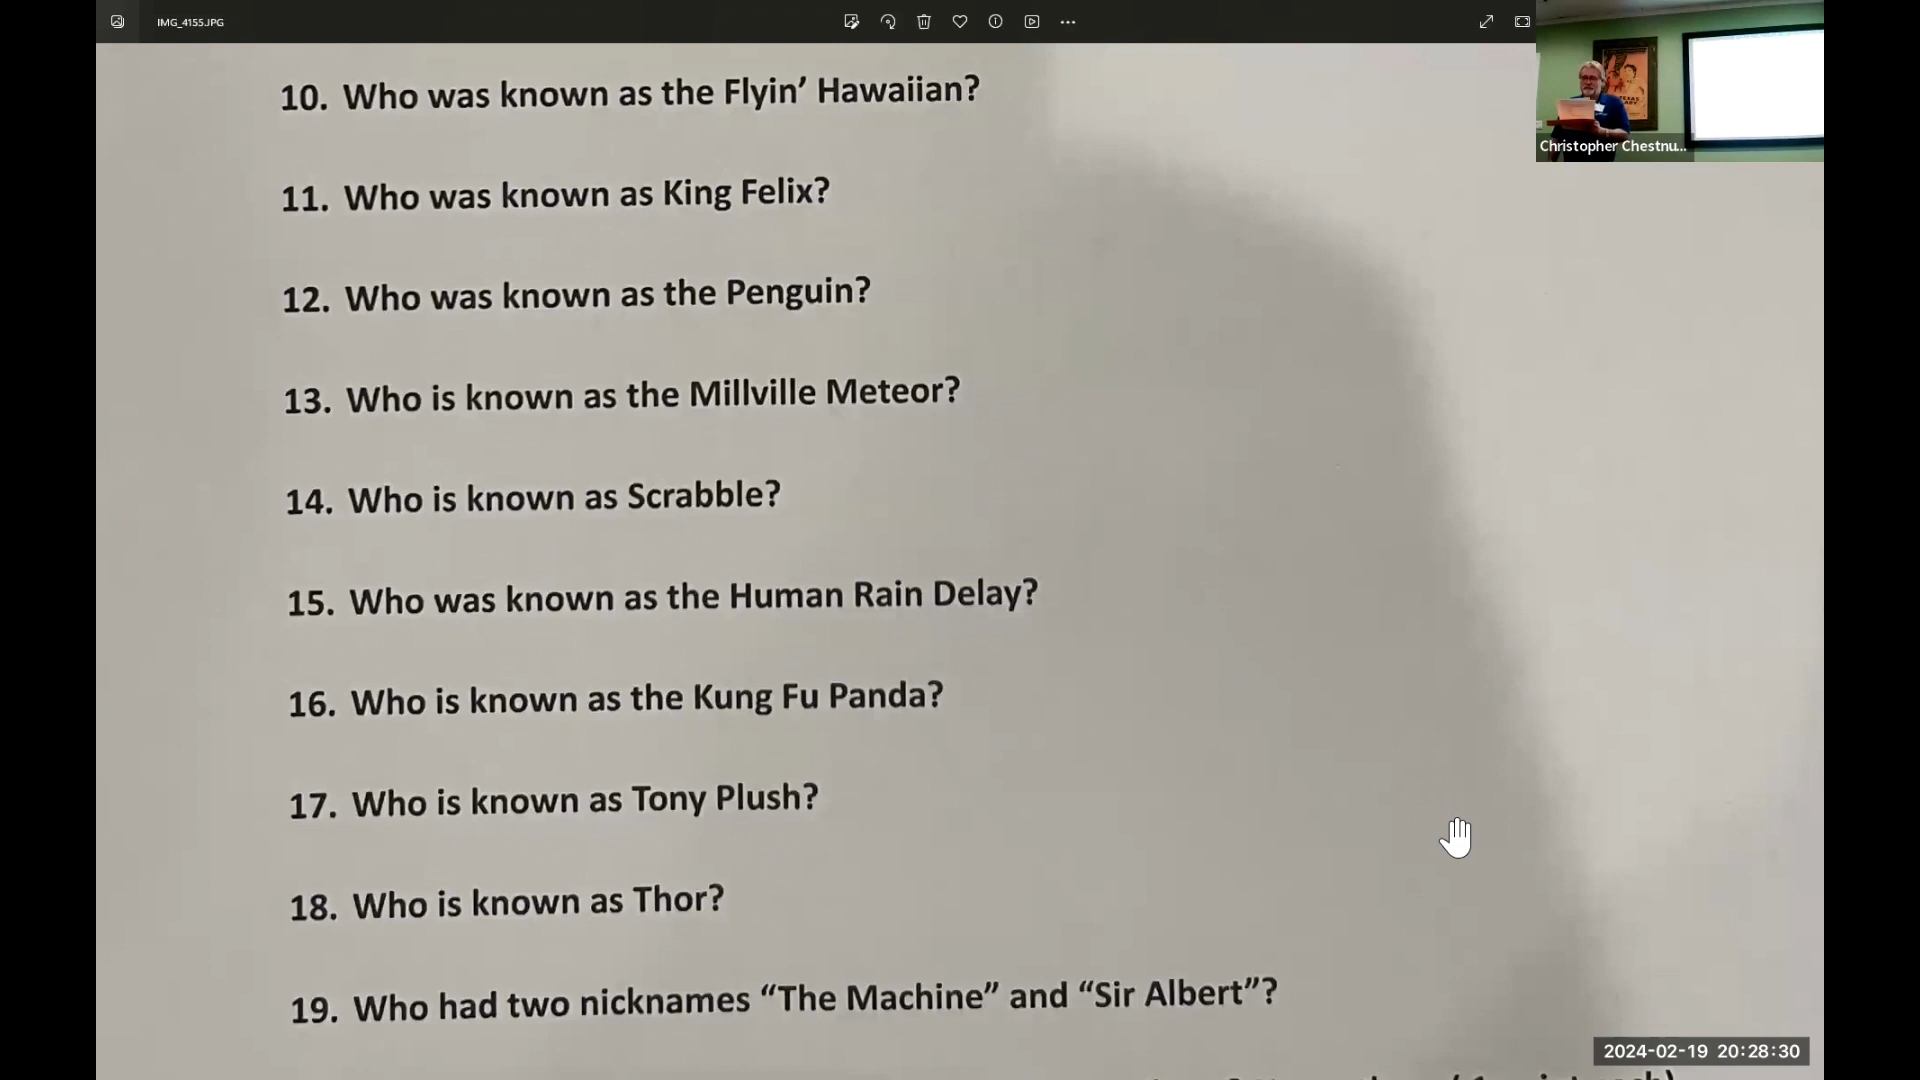 IMG_4155.JPG
Christopher Chestnu...
10. Who was known as the Flyin’ Hawaiian?
11. Who was known as King Felix?
12. Who was known as the Penguin?
13. Who is known as the Millville Meteor?
14. Who is known as Scrabble?
15. Who was known as the Human Rain Delay?
16. Who is known as the Kung Fu Panda?
17. Who is known as Tony Plush?
18. Who is known as Thor?
19. Who had two nicknames “The Machine” and “Sir Albert”?
2024-02-19 20:28:30